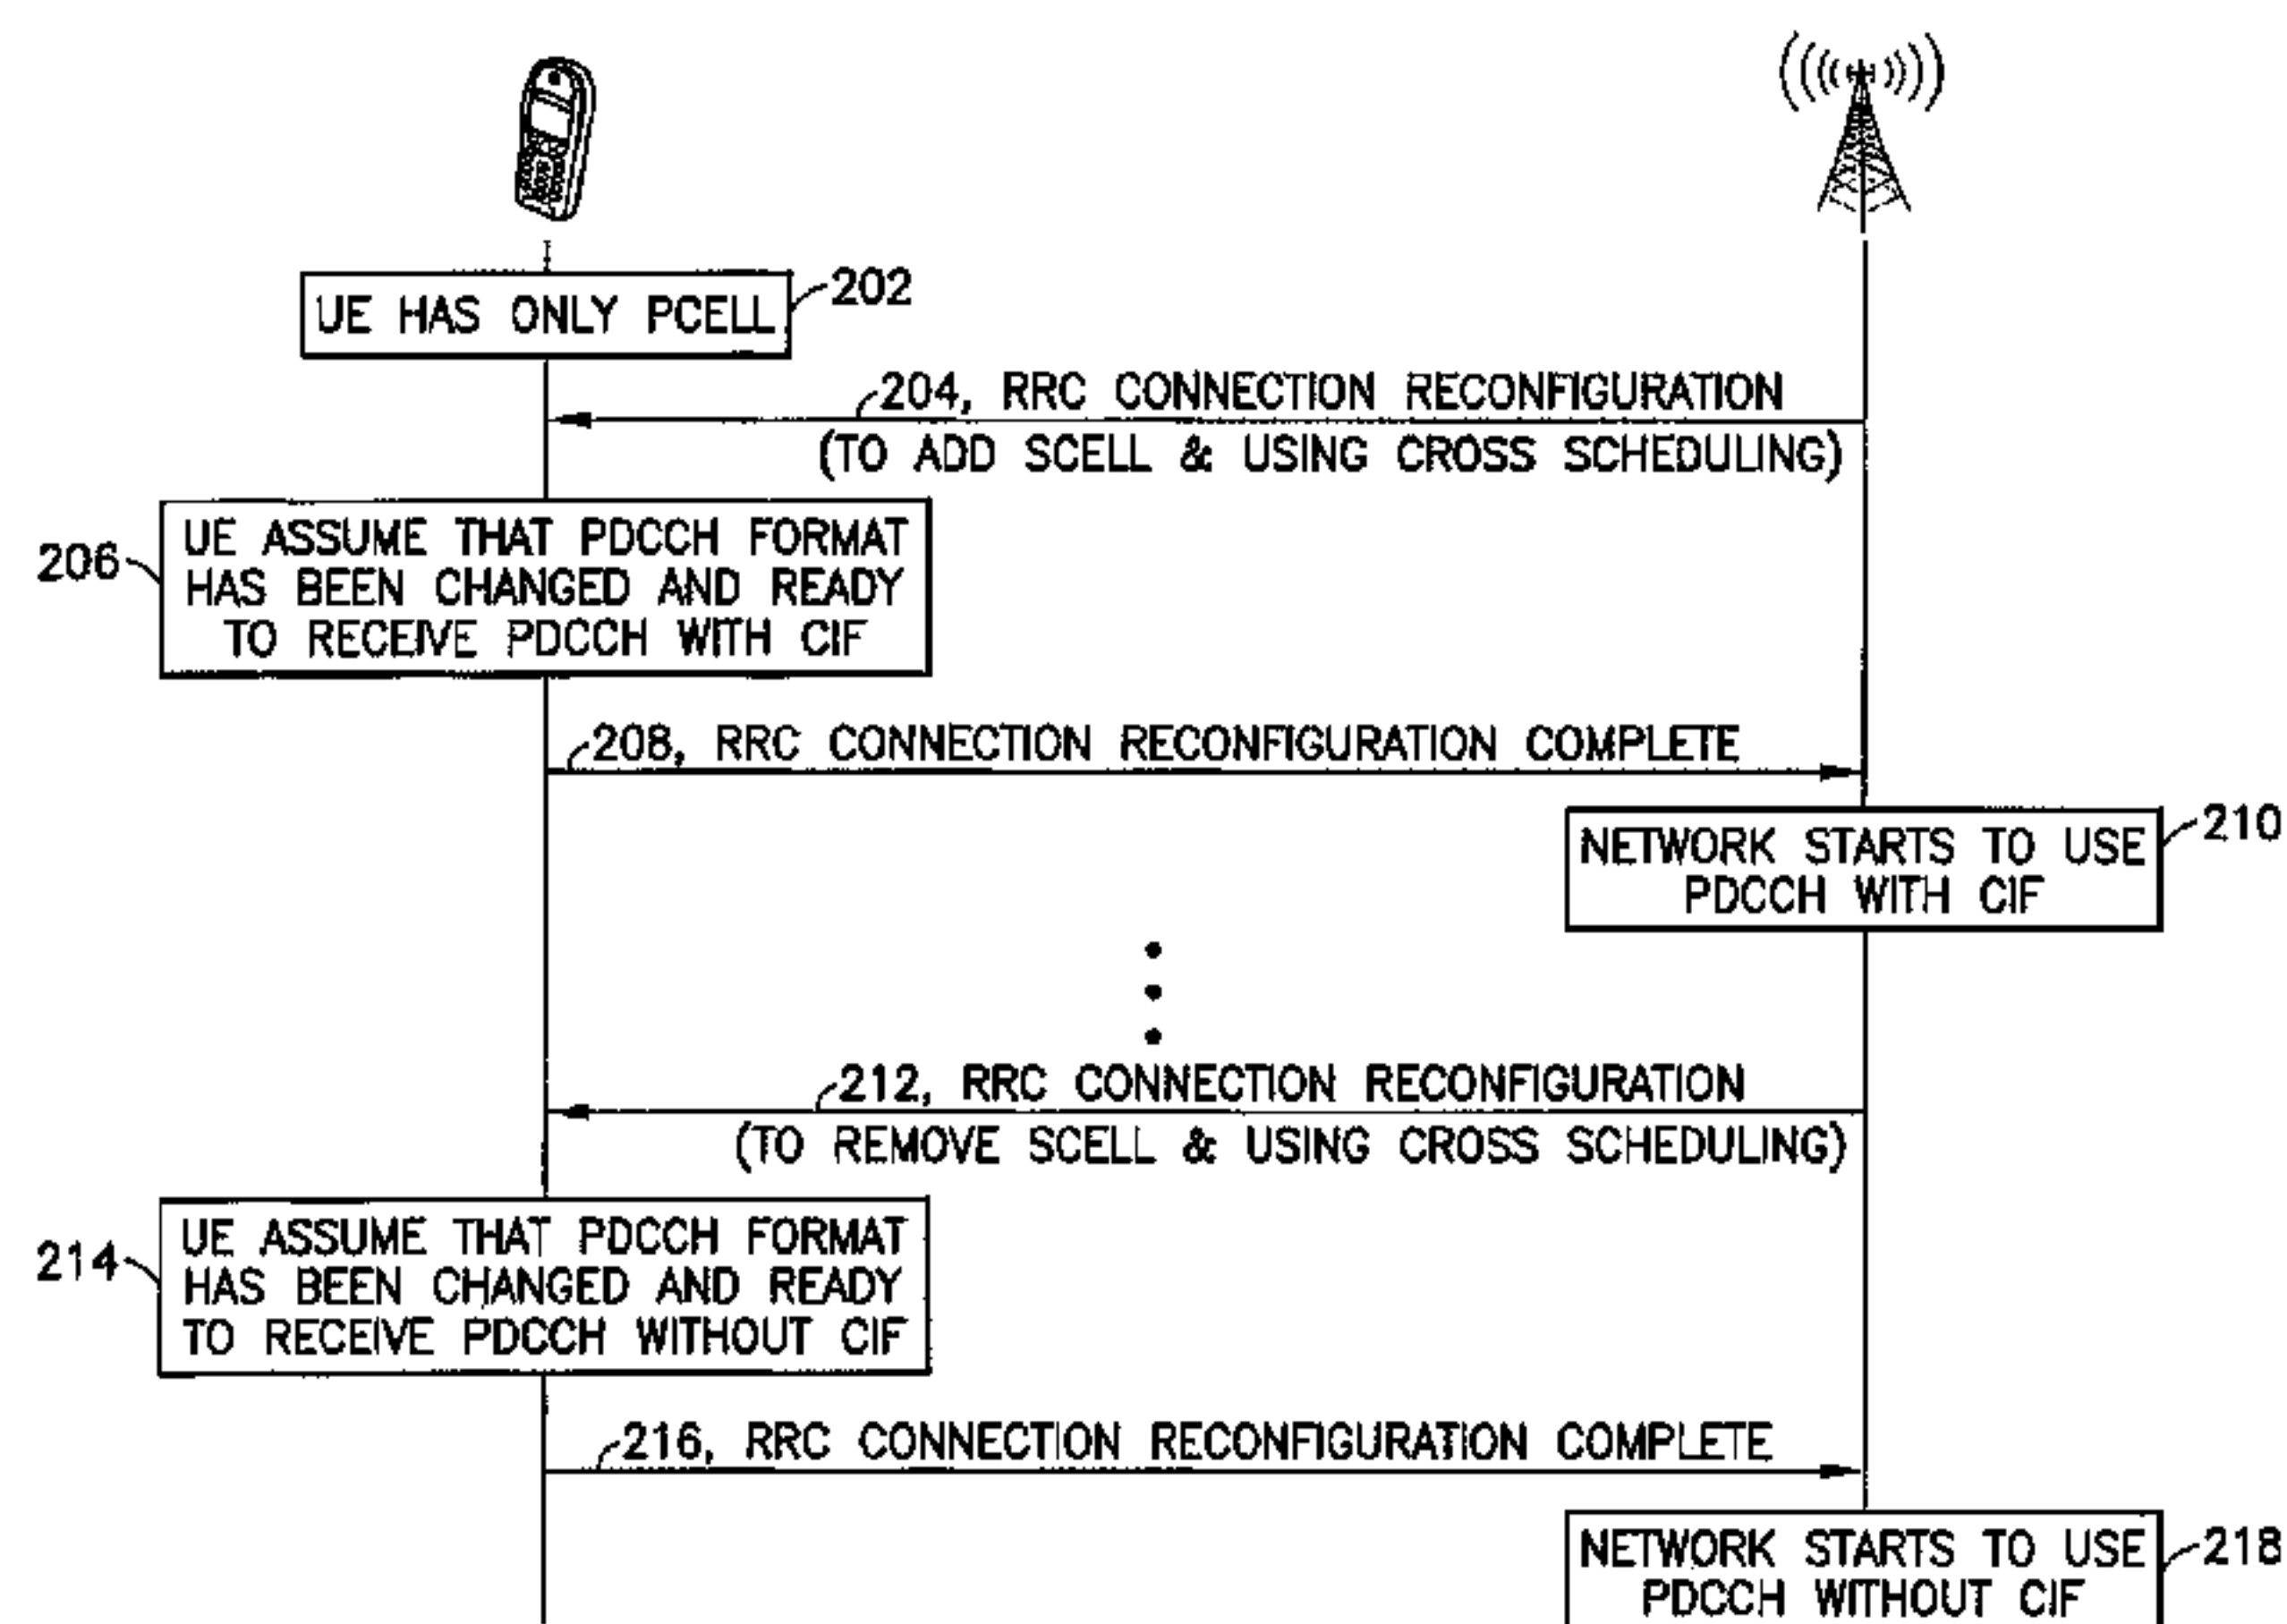 UE HAS ONLY PCELL
202
204, RRC CONNECTION RECONFIGURATION
(TO ADD SCELL & USING CROSS SCHEDULING)
206
UE ASSUME THAT PDCCH FORMAT
HAS BEEN CHANGED AND READY
TO RECEIVE PDCCH WITH CIF
208, RRC CONNECTION RECONFIGURATION COMPLETE
NETWORK STARTS TO USE
PDCCH WITH CIF
210
212, RRC CONNECTION RECONFIGURATION
(TO REMOVE SCELL & USING CROSS SCHEDULING)
214
UE ASSUME THAT PDCCH FORMAT
HAS BEEN CHANGED AND READY
TO RECEIVE PDCCH WITHOUT CIF
216, RRC CONNECTION RECONFIGURATION COMPLETE
NETWORK STARTS TO USE
PDCCH WITHOUT CIF
218